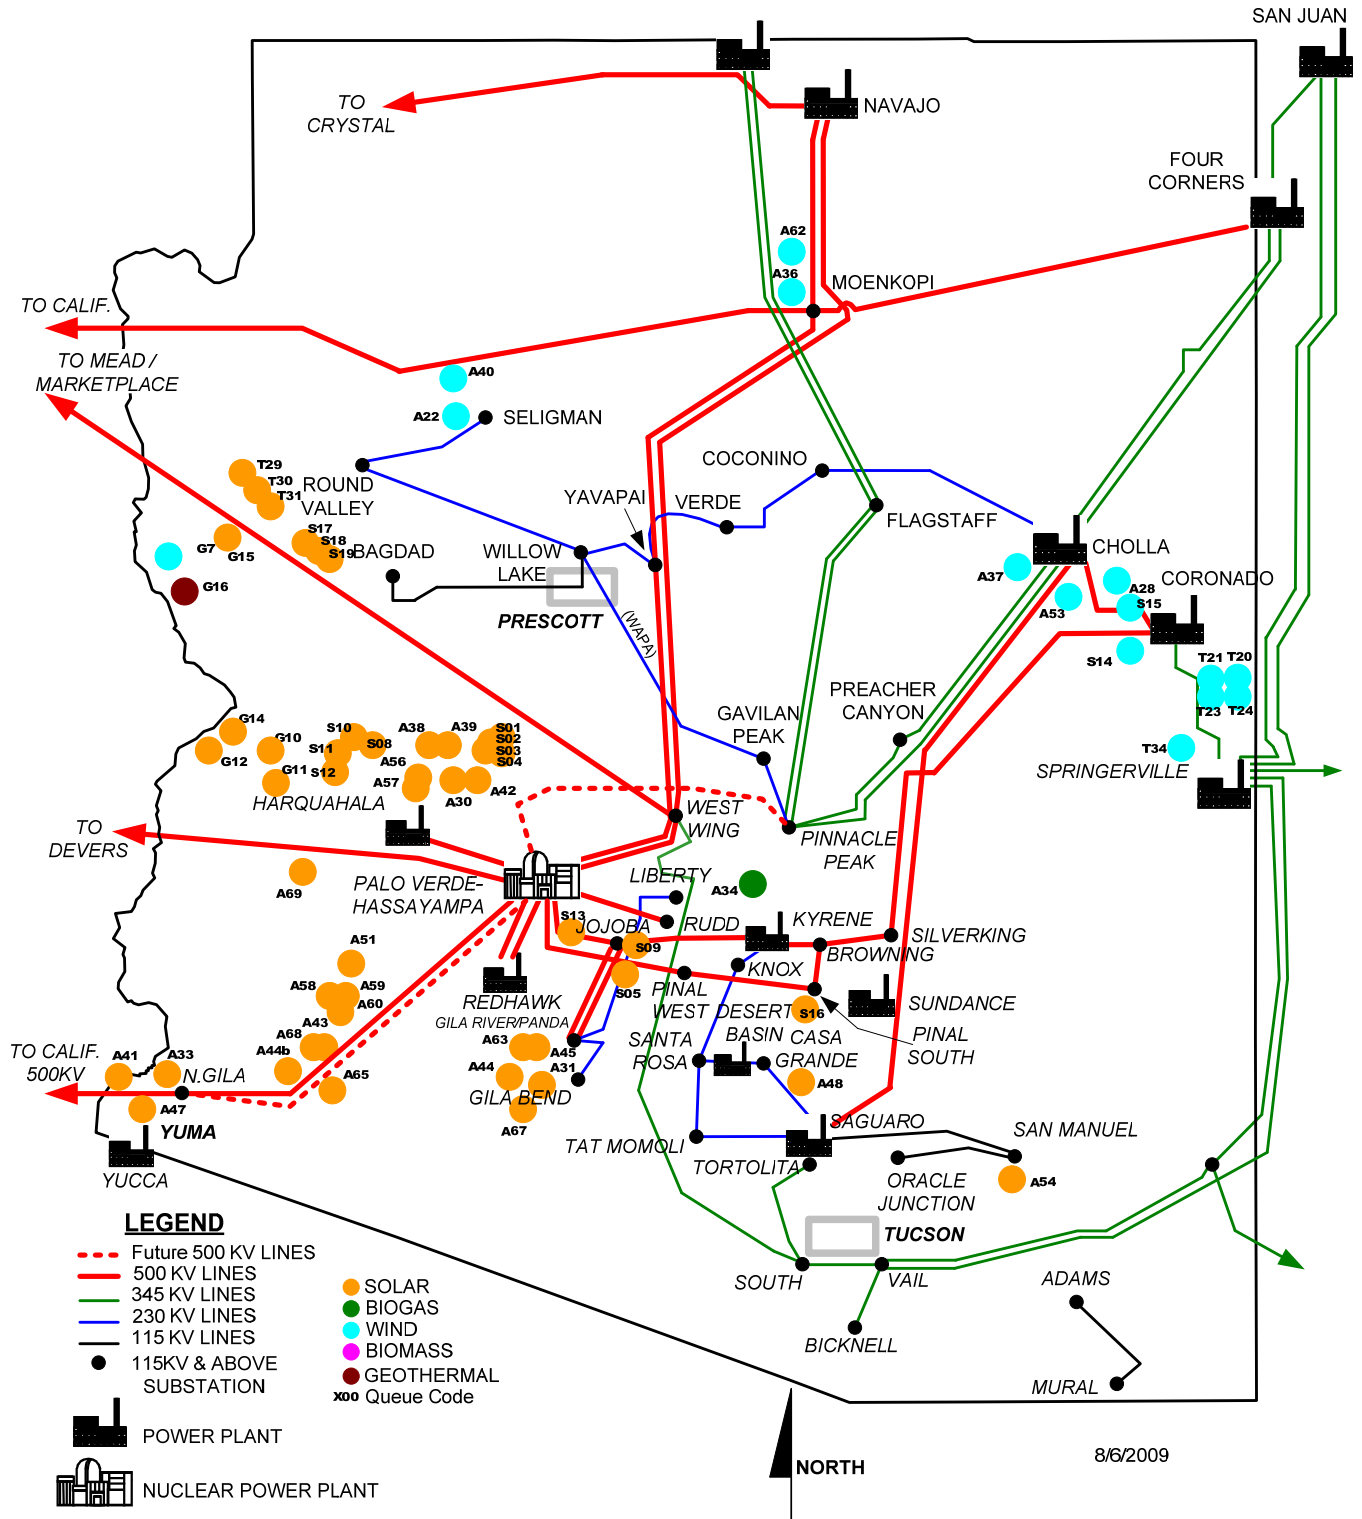 SAN JUAN
TO
CRYSTAL
NAVAJO
FOUR
CORNERS
A62
A36
MOENKOPI
TO CALIF.
TO MEAD /
MARKETPLACE
A40
A22
SELIGMAN
COCONINO
T29
T30
T31
ROUND
VALLEY
YAVAPAI
VERDE
FLAGSTAFF
S17
S18
S19
G7
G15
BAGDAD
WILLOW
LAKE
CHOLLA
A37
CORONADO
G16
A28
S15
A53
PRESCOTT
(WAPA)
S14
T21
T20
T23
T24
PREACHER
CANYON
GAVILAN
PEAK
G14
G12
G10
G11
S10
S11
S08
S12
A38
A39
S01
S02
S03
S04
A56
A57
A30
A42
T34
SPRINGERVILLE
HARQUAHALA
WEST
WING
TO
DEVERS
PINNACLE
PEAK
PALO VERDE-
HASSAYAMPA
LIBERTY
A34
A69
S13
JOJOBA
RUDD
KYRENE
SILVERKING
S09
BROWNING
A51
KNOX
S05
PINAL
WEST
A58
A59
A60
REDHAWK
GILA RIVER/PANDA
DESERT
BASIN
S16
SUNDANCE
A43
CASA
GRANDE
PINAL
SOUTH
SANTA
ROSA
A68
A63
A45
TO CALIF.
500KV
A44b
A41
A33
N.GILA
A65
A44
A31
GILA BEND
A48
A47
YUMA
A67
SAGUARO
TAT MOMOLI
SAN MANUEL
YUCCA
TORTOLITA
ORACLE
JUNCTION
A54
LEGEND
Future 500 KV LINES
500 KV LINES
345 KV LINES
230 KV LINES
115 KV LINES
115KV & ABOVE
SUBSTATION
POWER PLANT
NUCLEAR POWER PLANT
SOLAR
BIOGAS
WIND
BIOMASS
GEOTHERMAL
X00 Queue Code
TUCSON
SOUTH
VAIL
ADAMS
BICKNELL
MURAL
NORTH
8/6/2009